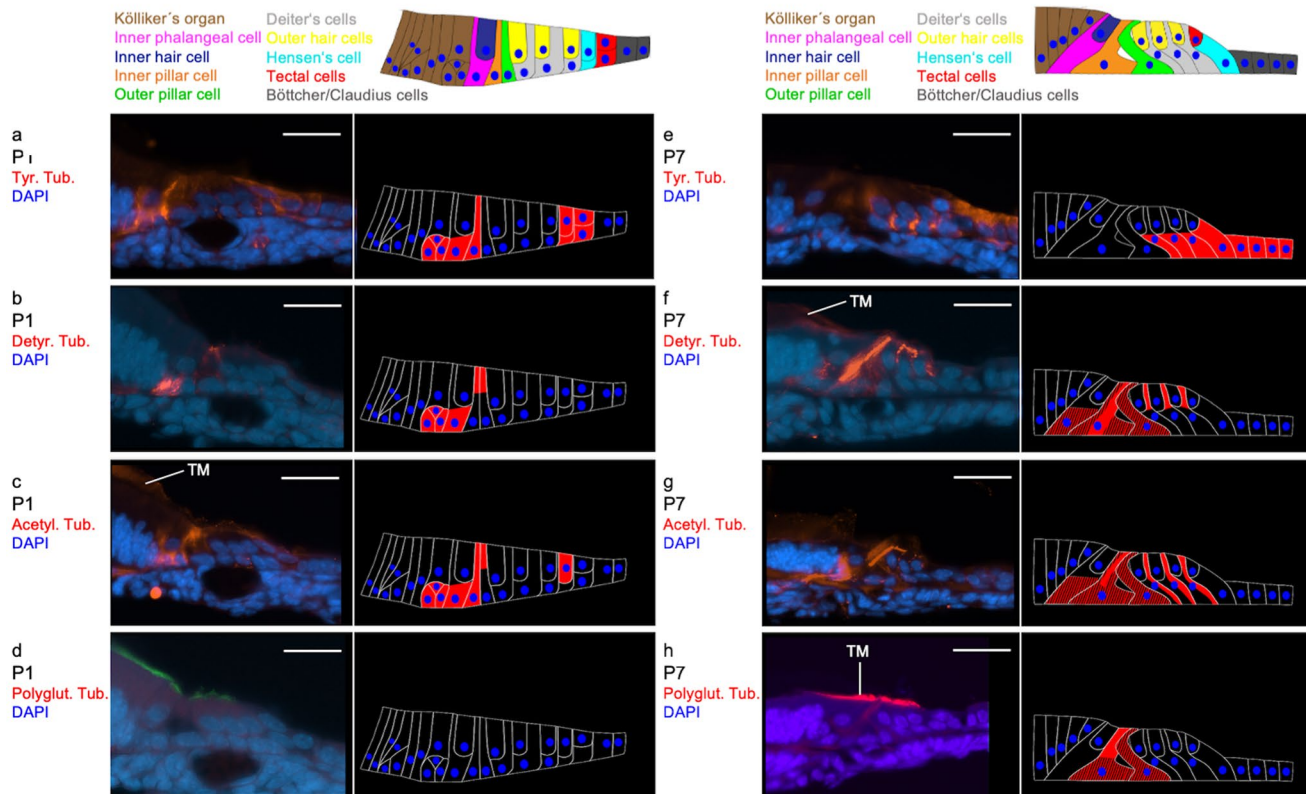 Kölliker´s organ
Inner phalangeal cell
Inner hair cell
Inner pillar cell
Outer pillar cell
Deiter's cells
Outer hair cells
Hensen's cell
Tectal cells
Böttcher/Claudius cells
Kölliker´s organ
Inner phalangeal cell
Inner hair cell
Inner pillar cell
Outer pillar cell
Deiter's cells
Outer hair cells
Hensen's cells
Tectal cells
Böttcher/Claudius cells
a
P1
Tyr. Tub.
DAPI
b
P1
Detyr. Tub.
DAPI
c
P1
Acetyl. Tub.
DAPI
TM
d
P1
Polyglut. Tub.
DAPI
e
P7
Tyr. Tub.
DAPI
f
P7
Detyr. Tub.
DAPI
TM
g
P7
Acetyl. Tub.
DAPI
h
P7
Polyglut. Tub.
DAPI
TM